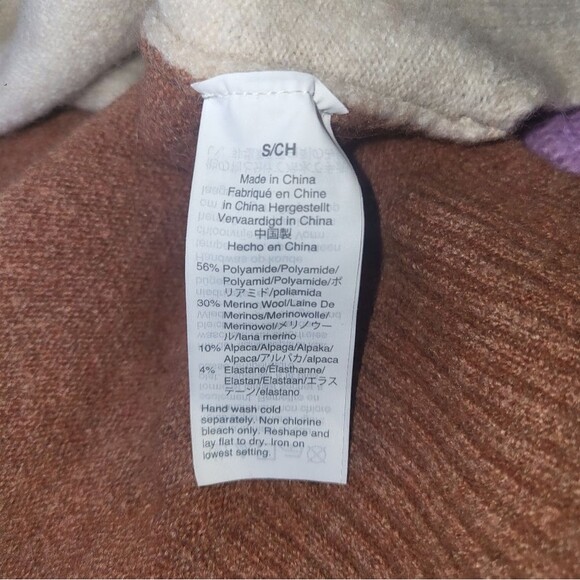 S/CH
Made in China
Fabriqué en Chine
in China Hergestellt
Vervaardigd in China
中国製
Hecho en China
56% Polyamide/Polyamide/
Polyamid/Polyamide/ポ
リアミド/poliamida
30% Merino Wool/Laine De
Merinos/Merinowolle/
Merinowol/メリノウー
ル/lana merino
10% Alpaca/Alpaga/Alpaka/
Alpaca/アルパカ/alpaca
4% Elastane/Élasthanne/
Elastan/Elastaan/エラス
テーン/elastano
Hand wash cold
separately. Non chlorine
bleach only. Reshape and
lay flat to dry. Iron on
lowest setting.